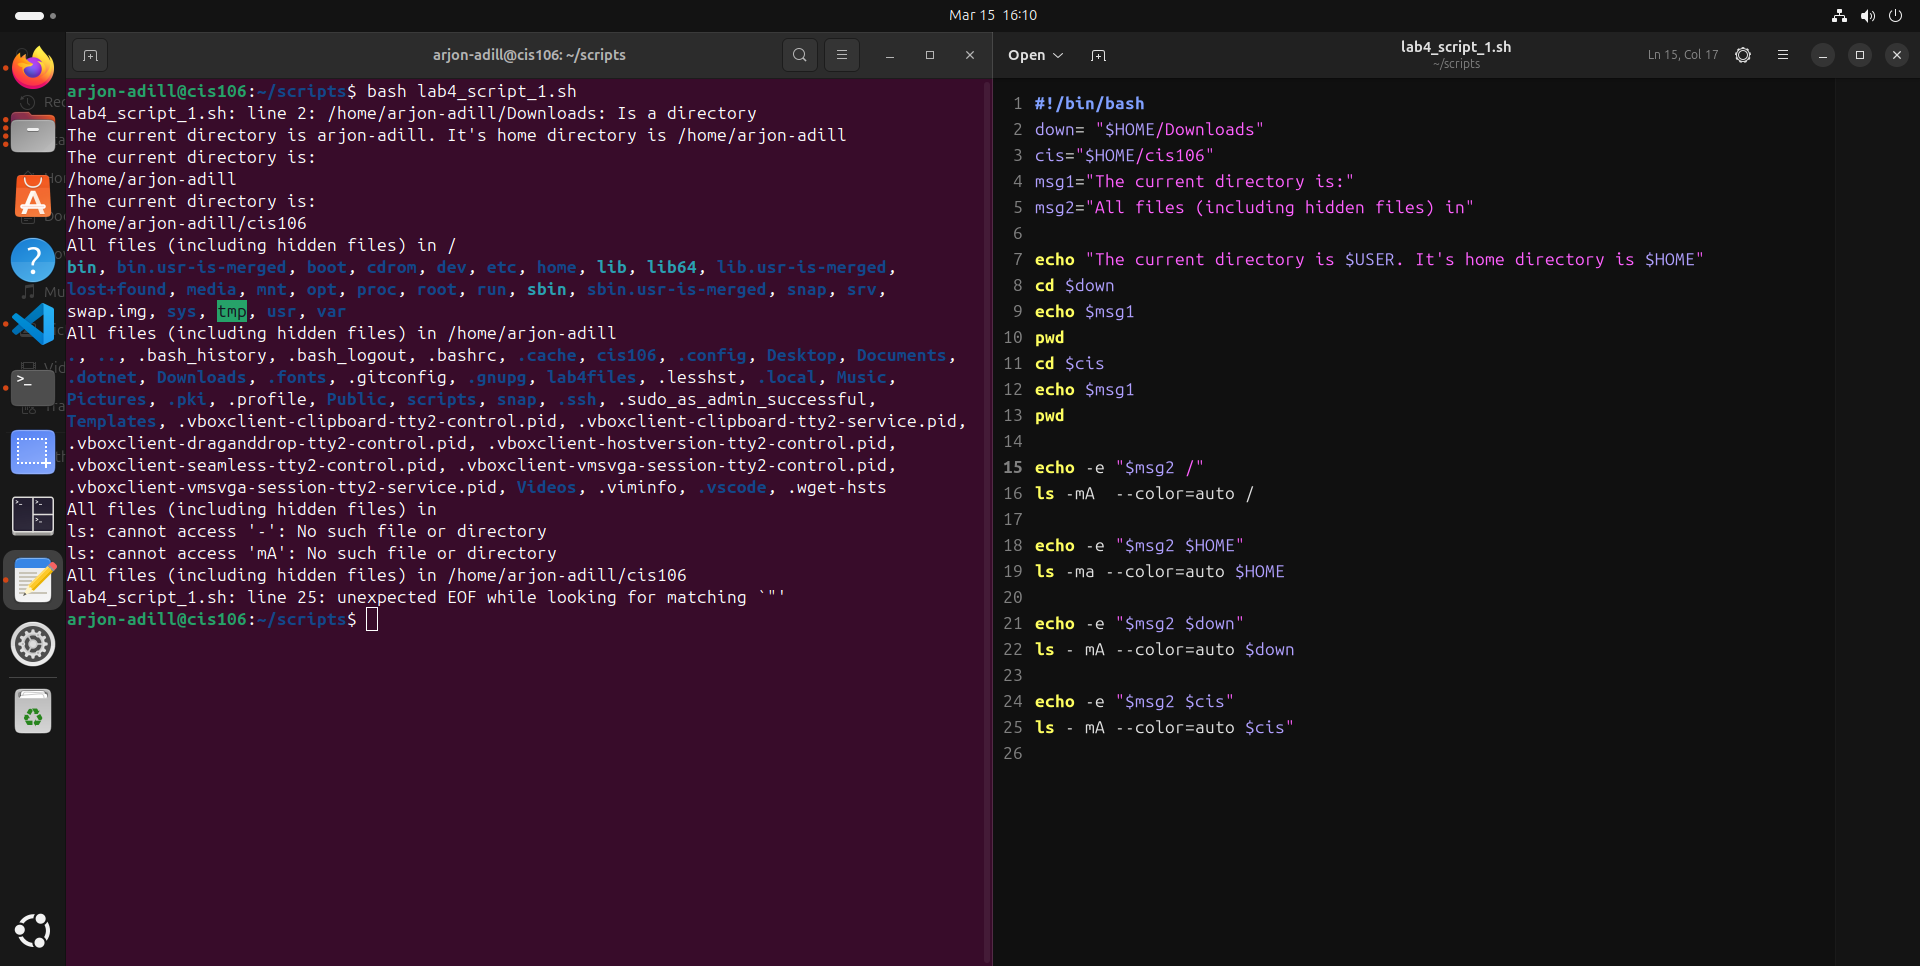 Mar 15 16:10
arjon-adill@cis106: ~/scripts
arjon-adill@cis106:~/scripts$ bash lab4_script_1.sh
lab4_script_1.sh: line 2: /home/arjon-adill/Downloads: Is a directory
The current directory is arjon-adill. It's home directory is /home/arjon-adill
The current directory is:
/home/arjon-adill
The current directory is:
/home/arjon-adill/cis106
All files (including hidden files) in /
bin, bin.usr-is-merged, boot, cdrom, dev, etc, home, lib, lib64, lib.usr-is-merged,
lost+found, media, mnt, opt, proc, root, run, sbin, sbin.usr-is-merged, snap, srv,
swap.img, sys, tmp, usr, var
All files (including hidden files) in /home/arjon-adill
., .., .bash_history, .bash_logout, .bashrc, .cache, cis106, .config, Desktop, Documents,
.dotnet, Downloads, .fonts, .gitconfig, .gnupg, lab4files, .lesshst, .local, Music,
Pictures, .pki, .profile, Public, scripts, snap, .ssh, .sudo_as_admin_successful,
Templates, .vboxclient-clipboard-tty2-control.pid, .vboxclient-clipboard-tty2-service.pid,
.vboxclient-draganddrop-tty2-control.pid, .vboxclient-hostversion-tty2-control.pid,
.vboxclient-seamless-tty2-control.pid, .vboxclient-vmsvga-session-tty2-control.pid,
.vboxclient-vmsvga-session-tty2-service.pid, Videos, .viminfo, .vscode, .wget-hsts
All files (including hidden files) in
ls: cannot access '-': No such file or directory
ls: cannot access 'mA': No such file or directory
All files (including hidden files) in /home/arjon-adill/cis106
lab4_script_1.sh: line 25: unexpected EOF while looking for matching `"'
arjon-adill@cis106:~/scripts$
Open
lab4_script_1.sh
~/scripts
Ln 15, Col 17
1 #!/bin/bash
2 down= "$HOME/Downloads"
3 cis="$HOME/cis106"
4 msg1="The current directory is:"
5 msg2="All files (including hidden files) in"
6
7 echo "The current directory is $USER. It's home directory is $HOME"
8 cd $down
9 echo $msg1
10 pwd
11 cd $cis
12 echo $msg1
13 pwd
14
15 echo -e "$msg2 /"
16 ls -mA  --color=auto /
17
18 echo -e "$msg2 $HOME"
19 ls -ma --color=auto $HOME
20
21 echo -e "$msg2 $down"
22 ls - mA --color=auto $down
23
24 echo -e "$msg2 $cis"
25 ls - mA --color=auto $cis"
26